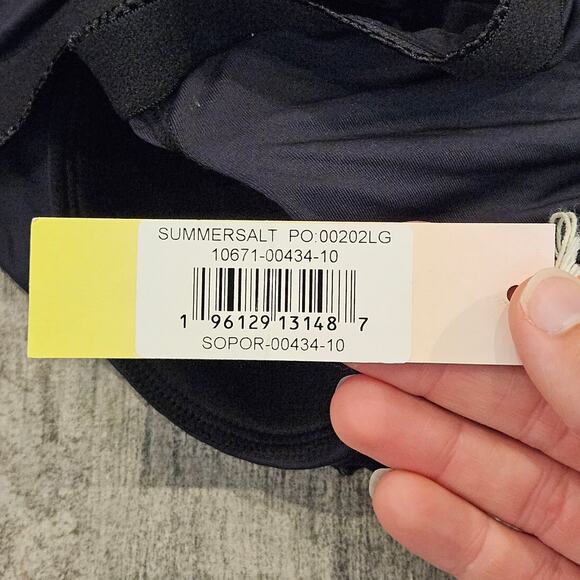 SUMMERSALT PO:00202LG
10671-00434-10
1 96129 13148 7
SOPOR-00434-10